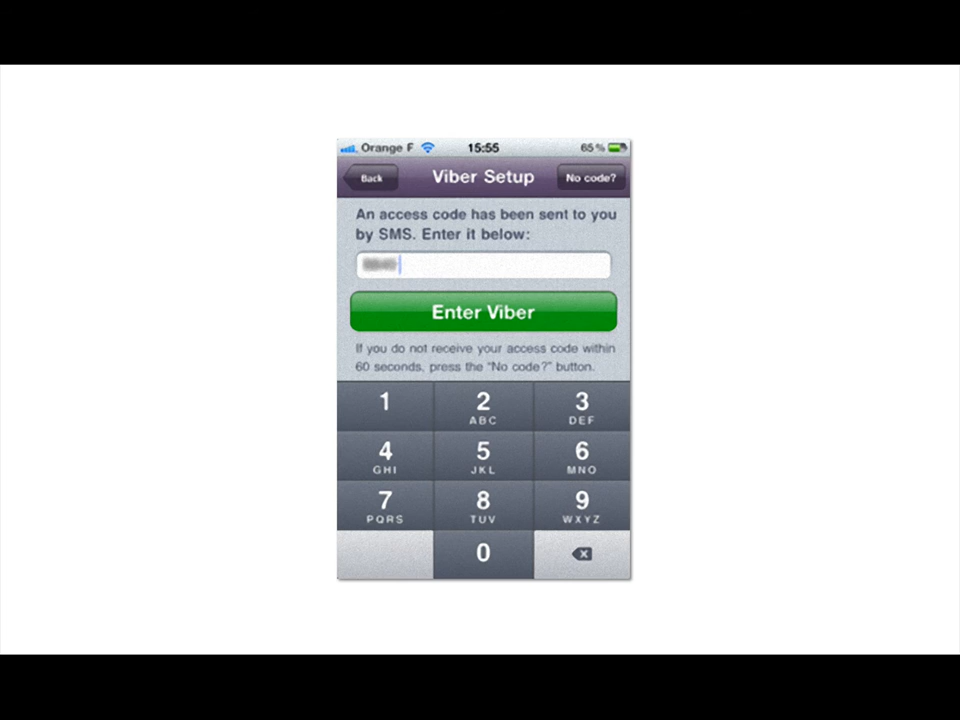 Orange F 15:55 65 %
Back Viber Setup No code?
An access code has been sent to you
by SMS. Enter it below:
Enter Viber
If you do not receive your access code within
60 seconds, press the "No code?" button.
1 2 3
ABC DEF
4 5 6
GHI JKL MNO
7 8 9
PQRS TUV WXYZ
0